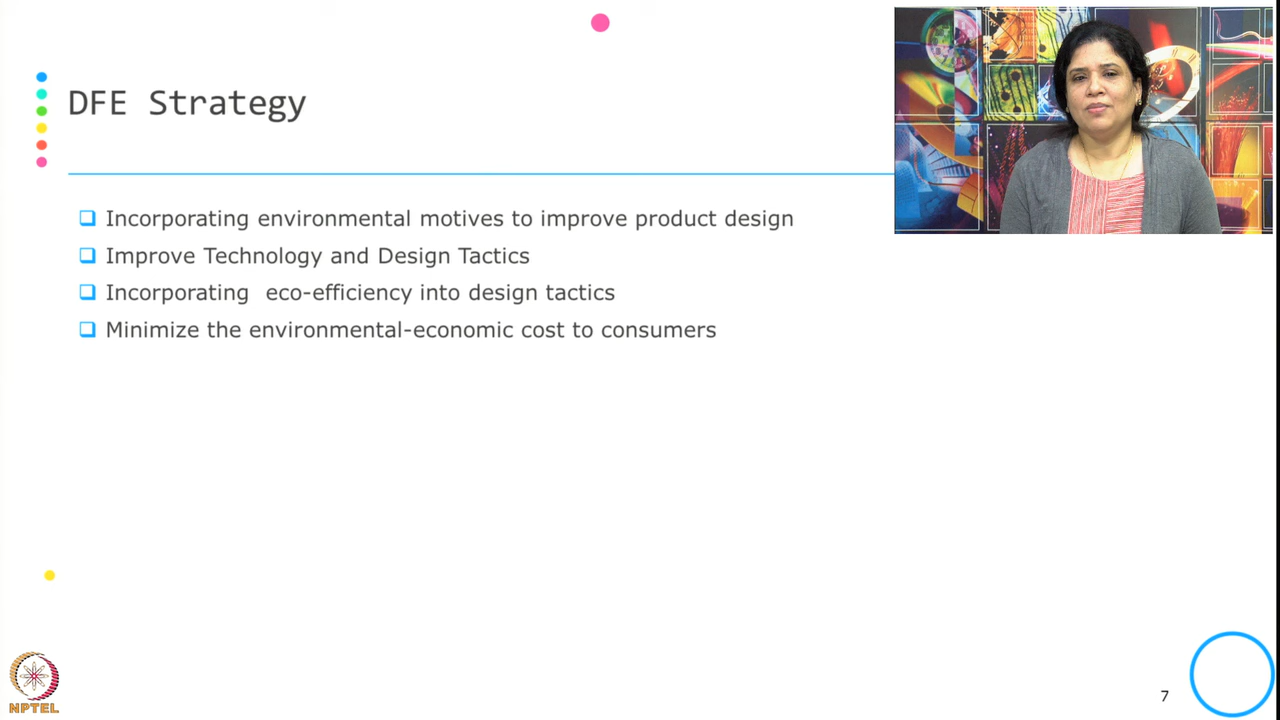 DFE Strategy
Incorporating environmental motives to improve product design
Improve Technology and Design Tactics
Incorporating eco-efficiency into design tactics
Minimize the environmental-economic cost to consumers
NPTEL
7